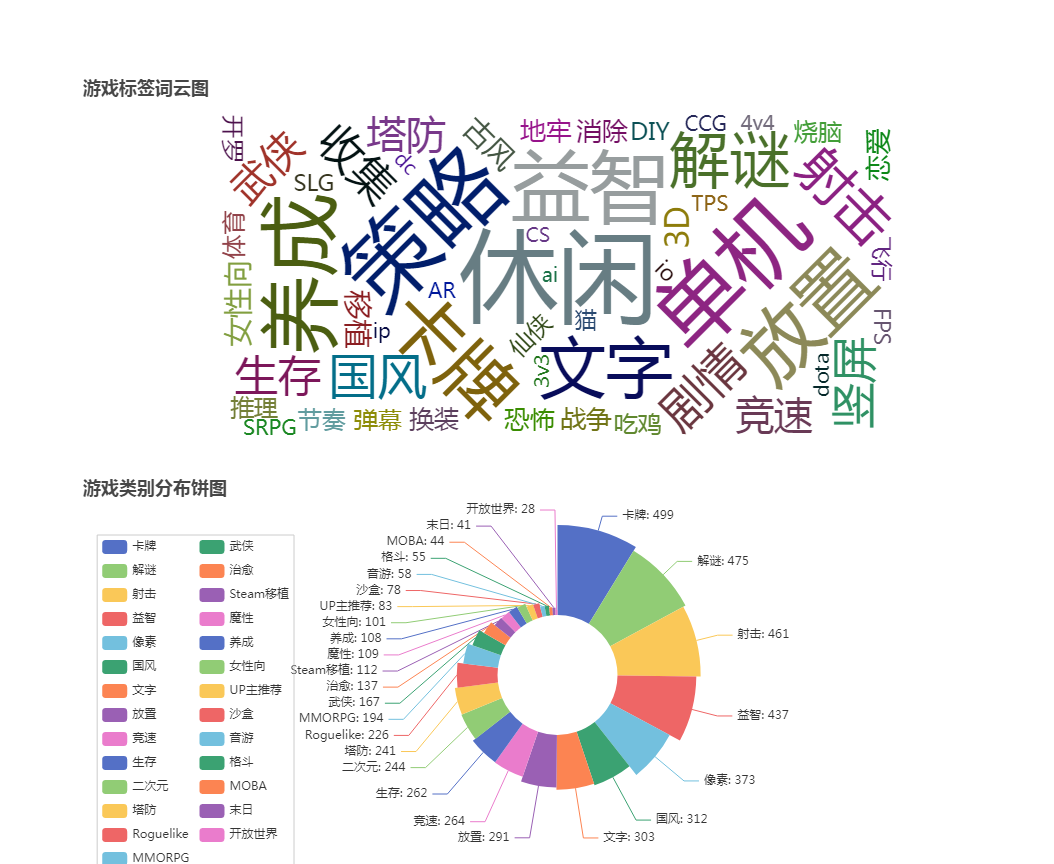 游戏标签词云图
开罗
武侠
收集
塔防
dc
古风
地牢
消除
DIY
CCG
4v4
烧脑
恋爱
SLG
策略
益智
解谜
射击
TPS
体育
养成
CS
3D
休闲
ai
.io
单机
飞行
女性向
AR
移植
ip
卡牌
仙侠
猫
放置
FPS
生存
国风
3v3
文字
剧情
dota
竖屏
推理
SRPG
节奏
弹幕
换装
恐怖
战争
吃鸡
竞速
游戏类别分布饼图
卡牌
武侠
解谜
治愈
射击
Steam移植
益智
魔性
像素
养成
国风
女性向
文字
UP主推荐
放置
沙盒
竞速
音游
生存
格斗
二次元
MOBA
塔防
末日
Roguelike
开放世界
MMORPG
开放世界: 28
末日: 41
MOBA: 44
格斗: 55
音游: 58
沙盒: 78
UP主推荐: 83
女性向: 101
养成: 108
魔性: 109
Steam移植: 112
治愈: 137
武侠: 167
MMORPG: 194
Roguelike: 226
塔防: 241
二次元: 244
生存: 262
竞速: 264
放置: 291
卡牌: 499
解谜: 475
射击: 461
益智: 437
像素: 373
国风: 312
文字: 303